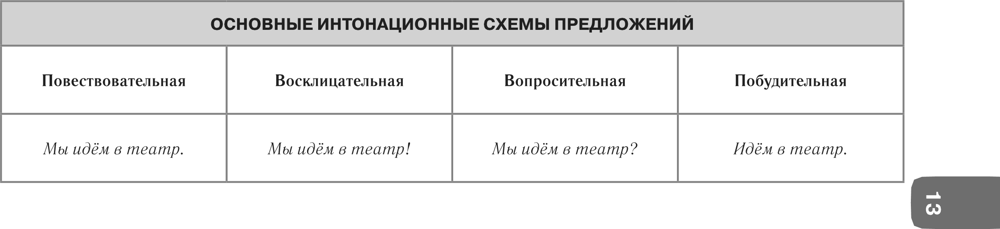 ОСНОВНЫЕ ИНТОНАЦИОННЫЕ СХЕМЫ ПРЕДЛОЖЕНИЙ
Повествовательная Восклицательная Вопросительная Побудительная
Мы идём в театр. Мы идём в театр! Мы идём в театр? Идём в театр.
13